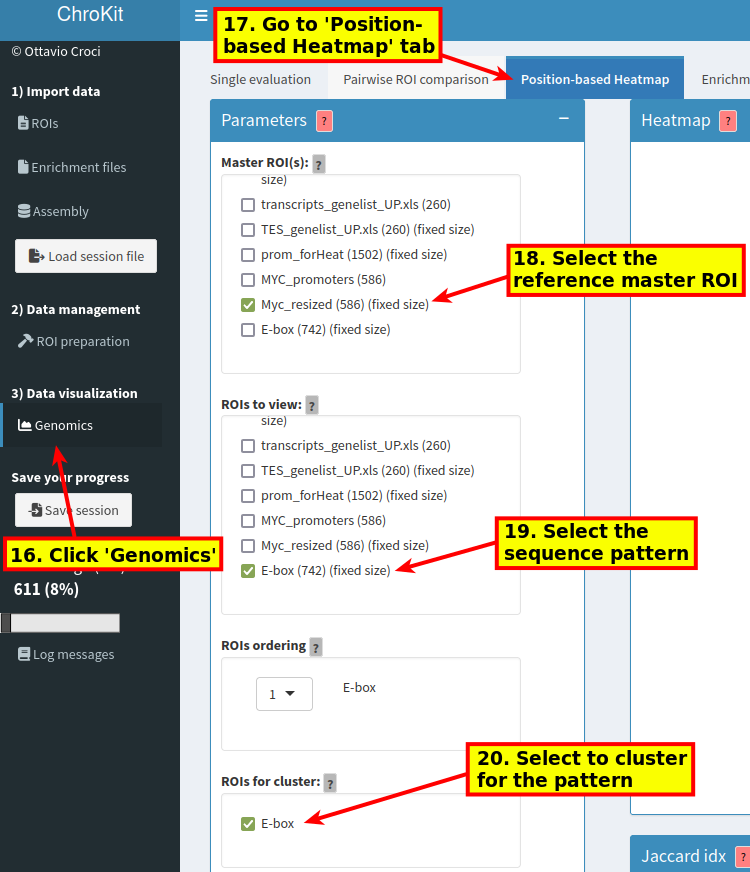 ChroKit
17. Go to 'Position-
based Heatmap' tab
© Ottavio Croci
Single evaluation
Pairwise ROI comparison
Position-based Heatmap
Enrichm
1) Import data
ROIs
Enrichment files
Assembly
Load session file
2) Data management
ROI preparation
3) Data visualization
Genomics
Save your progress
Save session
16. Click 'Genomics'
611 (8%)
Log messages
Parameters ?
Master ROI(s): ?
size)
transcripts_genelist_UP.xls (260)
TES_genelist_UP.xls (260) (fixed size)
prom_forHeat (1502) (fixed size)
MYC_promoters (586)
Myc_resized (586) (fixed size)
E-box (742) (fixed size)
18. Select the
reference master ROI
ROIs to view: ?
size)
transcripts_genelist_UP.xls (260)
TES_genelist_UP.xls (260) (fixed size)
prom_forHeat (1502) (fixed size)
MYC_promoters (586)
Myc_resized (586) (fixed size)
E-box (742) (fixed size)
19. Select the
sequence pattern
ROIs ordering ?
1
E-box
20. Select to cluster
for the pattern
ROIs for cluster: ?
E-box
Heatmap ?
Jaccard idx ?